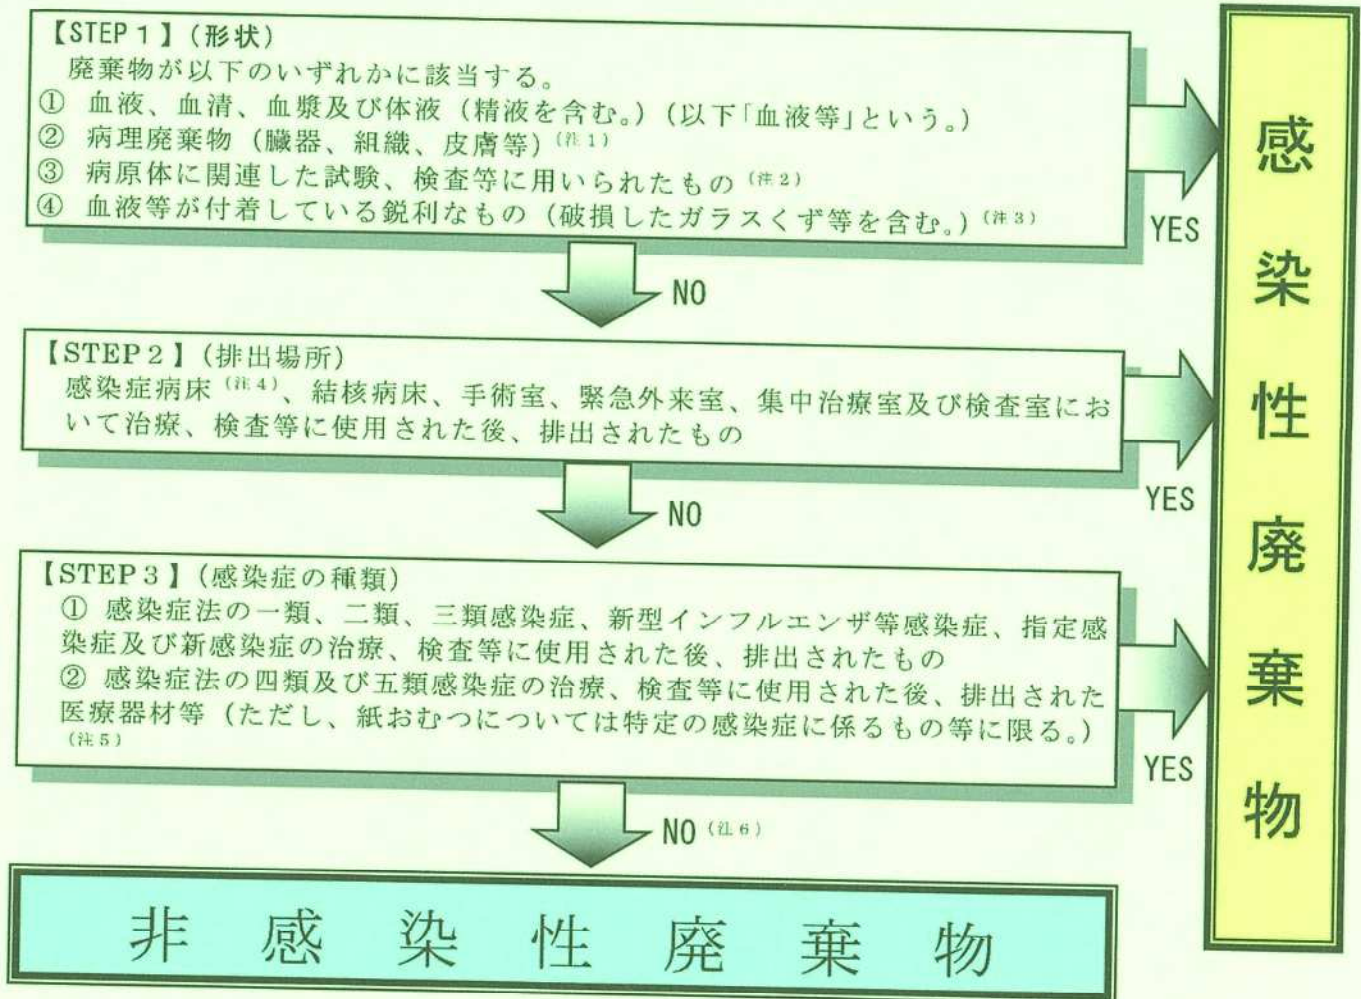 【STEP 1】(形状)
廃棄物が以下のいずれかに該当する。
① 血液、血清、血漿及び体液(精液を含む。)(以下「血液等」という。)
② 病理廃棄物(臓器、組織、皮膚等)(注1)
③ 病原体に関連した試験、検査等に用いられたもの(注2)
④ 血液等が付着している鋭利なもの(破損したガラスくず等を含む。)(注3)
YES
NO
【STEP2】(排出場所)
感染症病床(注4)、結核病床、手術室、緊急外来室、集中治療室及び検査室にお
いて治療、検査等に使用された後、排出されたもの
YES
NO
【STEP3】(感染症の種類)
① 感染症法の一類、二類、三類感染症、新型インフルエンザ等感染症、指定感
染症及び新感染症の治療、検査等に使用された後、排出されたもの
② 感染症法の四類及び五類感染症の治療、検査等に使用された後、排出された
医療器材等(ただし、紙おむつについては特定の感染症に係るもの等に限る。)
(注5)
YES
NO(注6)
非感染性廃棄物
感染性廃棄物